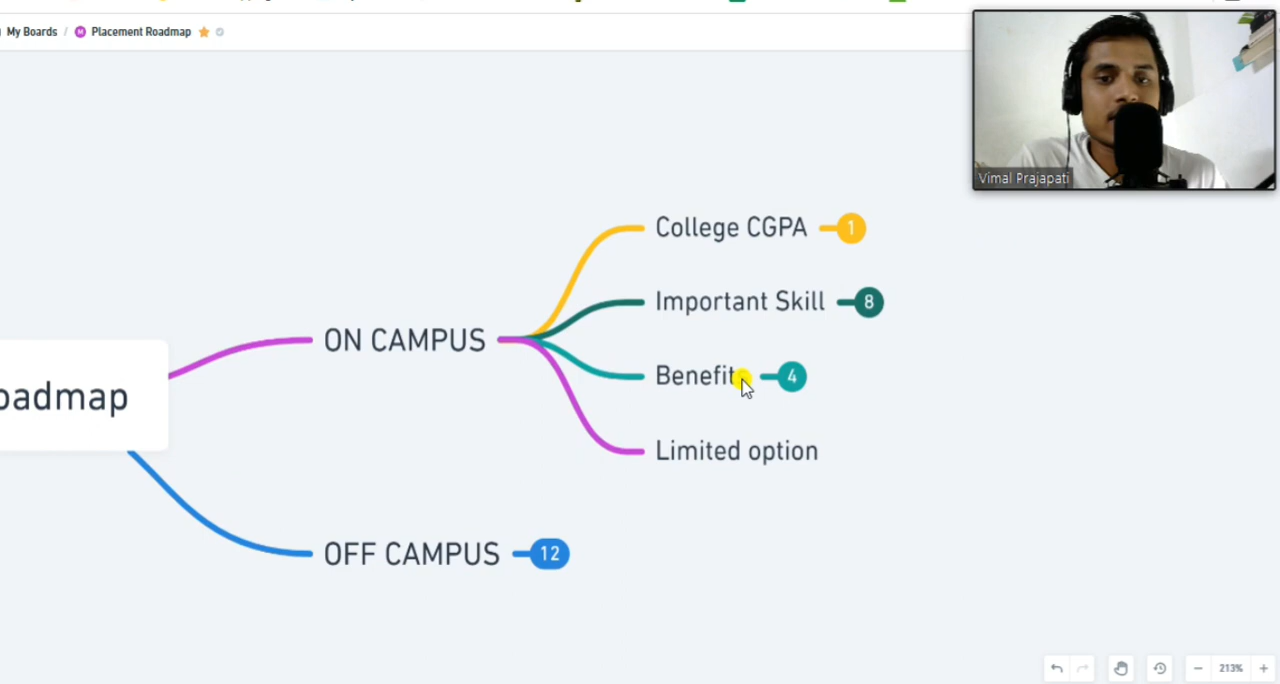 My Boards / M Placement Roadmap
Vimal Prajapati
College CGPA 1
Important Skill 8
ON CAMPUS
Benefit 4
oadmap
Limited option
OFF CAMPUS 12
213%